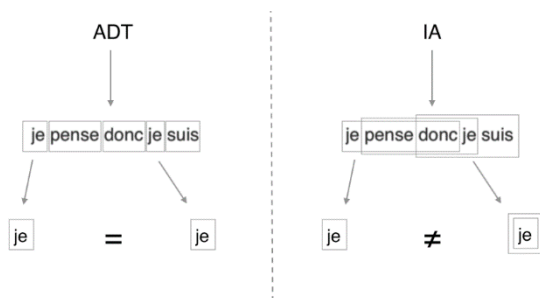 ADT
je pense donc je suis
je = je
IA
je pense donc je suis
je ≠ je